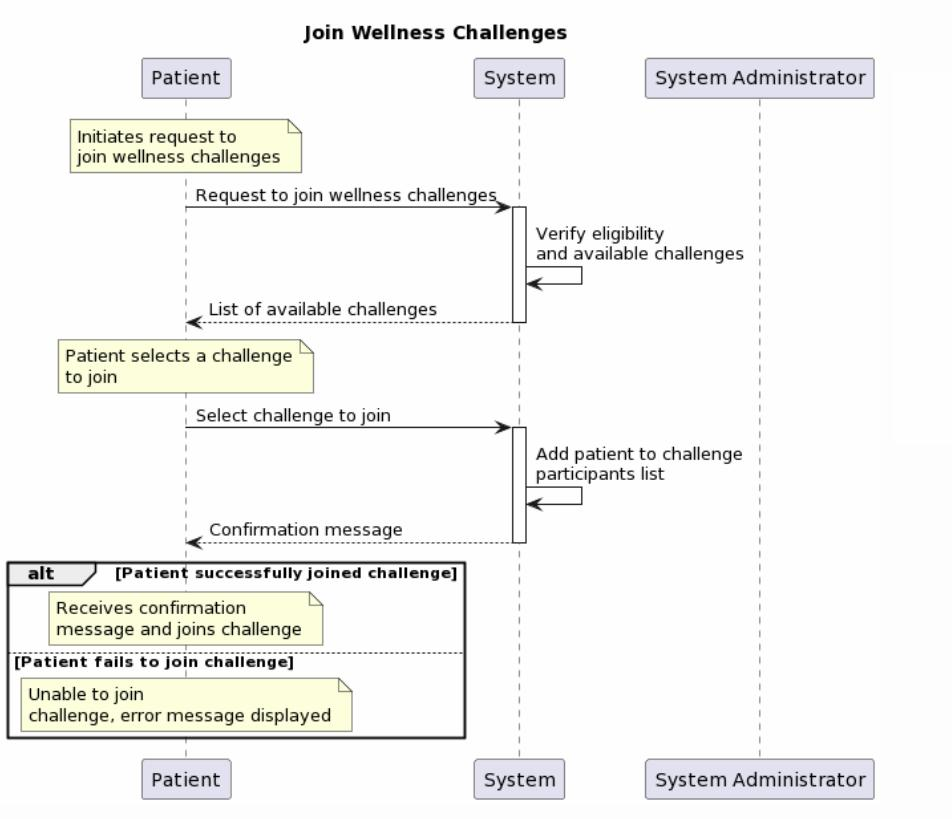 Join Wellness Challenges
Patient
System
System Administrator
Initiates request to
join wellness challenges
Request to join wellness challenges
Verify eligibility
and available challenges
List of available challenges
Patient selects a challenge
to join
Select challenge to join
Add patient to challenge
participants list
Confirmation message
alt
[Patient successfully joined challenge]
Receives confirmation
message and joins challenge
[Patient fails to join challenge]
Unable to join
challenge, error message displayed
Patient
System
System Administrator